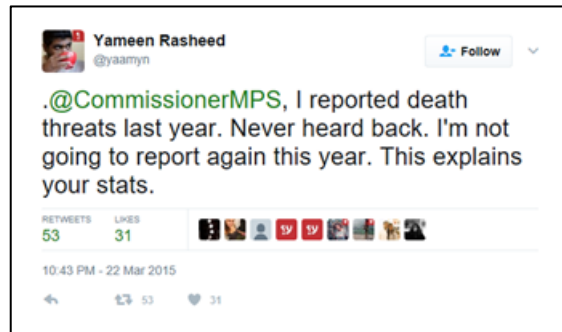 Yameen Rasheed
@yaamyn
Follow
.@CommissionerMPS, I reported death
threats last year. Never heard back. I'm not
going to report again this year. This explains
your stats.
RETWEETS LIKES
53 31
10:43 PM - 22 Mar 2015
53 31